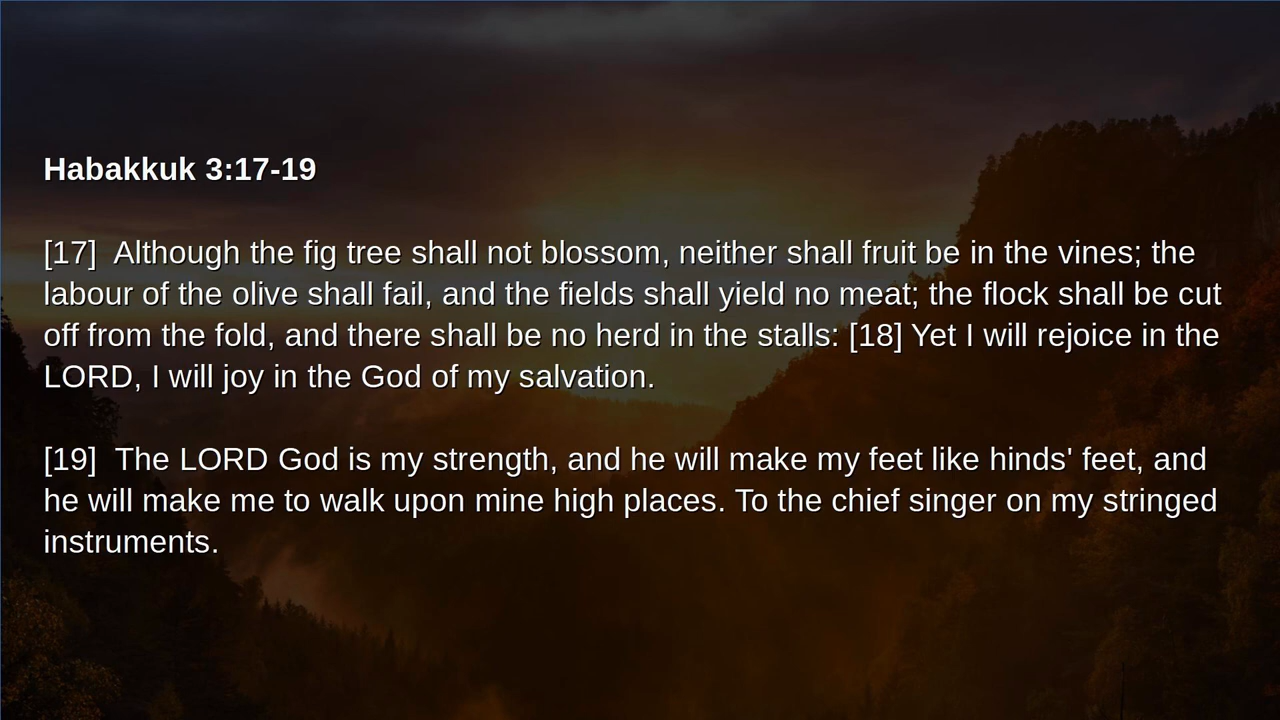 Habakkuk 3:17-19
[17]  Although the fig tree shall not blossom, neither shall fruit be in the vines; the
labour of the olive shall fail, and the fields shall yield no meat; the flock shall be cut
off from the fold, and there shall be no herd in the stalls: [18] Yet I will rejoice in the
LORD, I will joy in the God of my salvation.
[19]  The LORD God is my strength, and he will make my feet like hinds' feet, and
he will make me to walk upon mine high places. To the chief singer on my stringed
instruments.